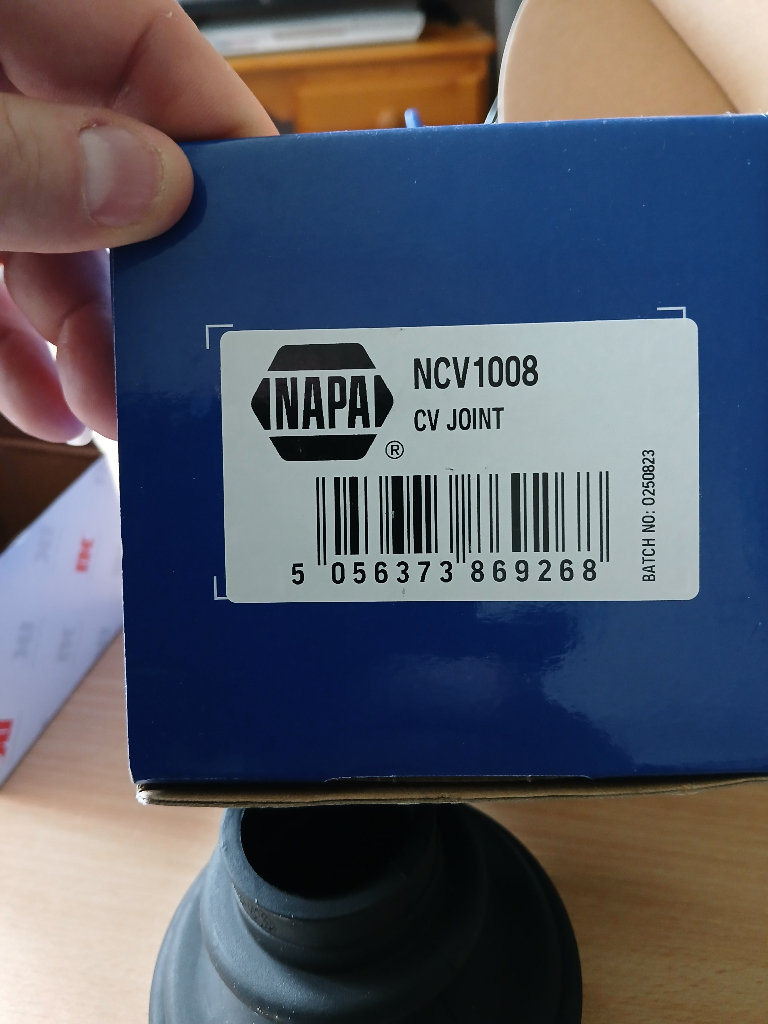 NAPA
®
NCV1008
CV JOINT
5 056373 869268
BATCH NO: 0250823